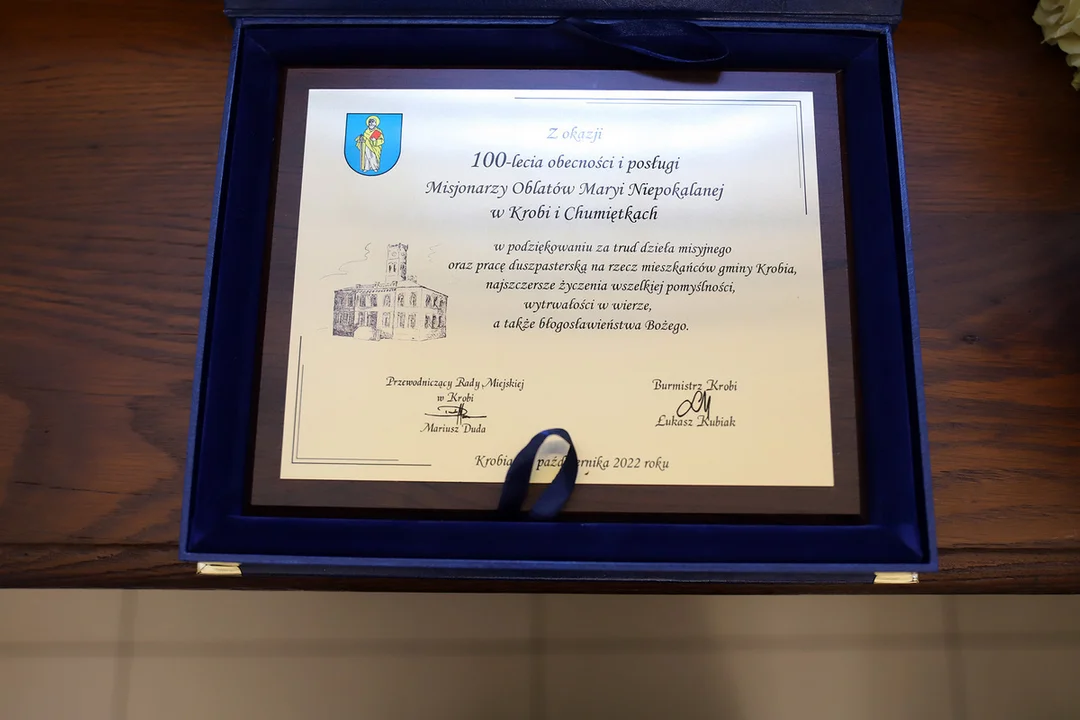 Z okazji
100-lecia obecności i posługi
Misjonarzy Oblatów Maryi Niepokalanej
w Krobi i Chumiętkach
w podziękowaniu za trud dzieła misyjnego
oraz pracę duszpasterską na rzecz mieszkańców gminy Krobia,
najszczersze życzenia wszelkiej pomyślności,
wytrwałości w wierze,
a także błogosławieństwa Bożego.
Przewodniczący Rady Miejskiej
w Krobi
Mariusz Duda
Burmistrz Krobi
Łukasz Kubiak
Krobia 2022 roku